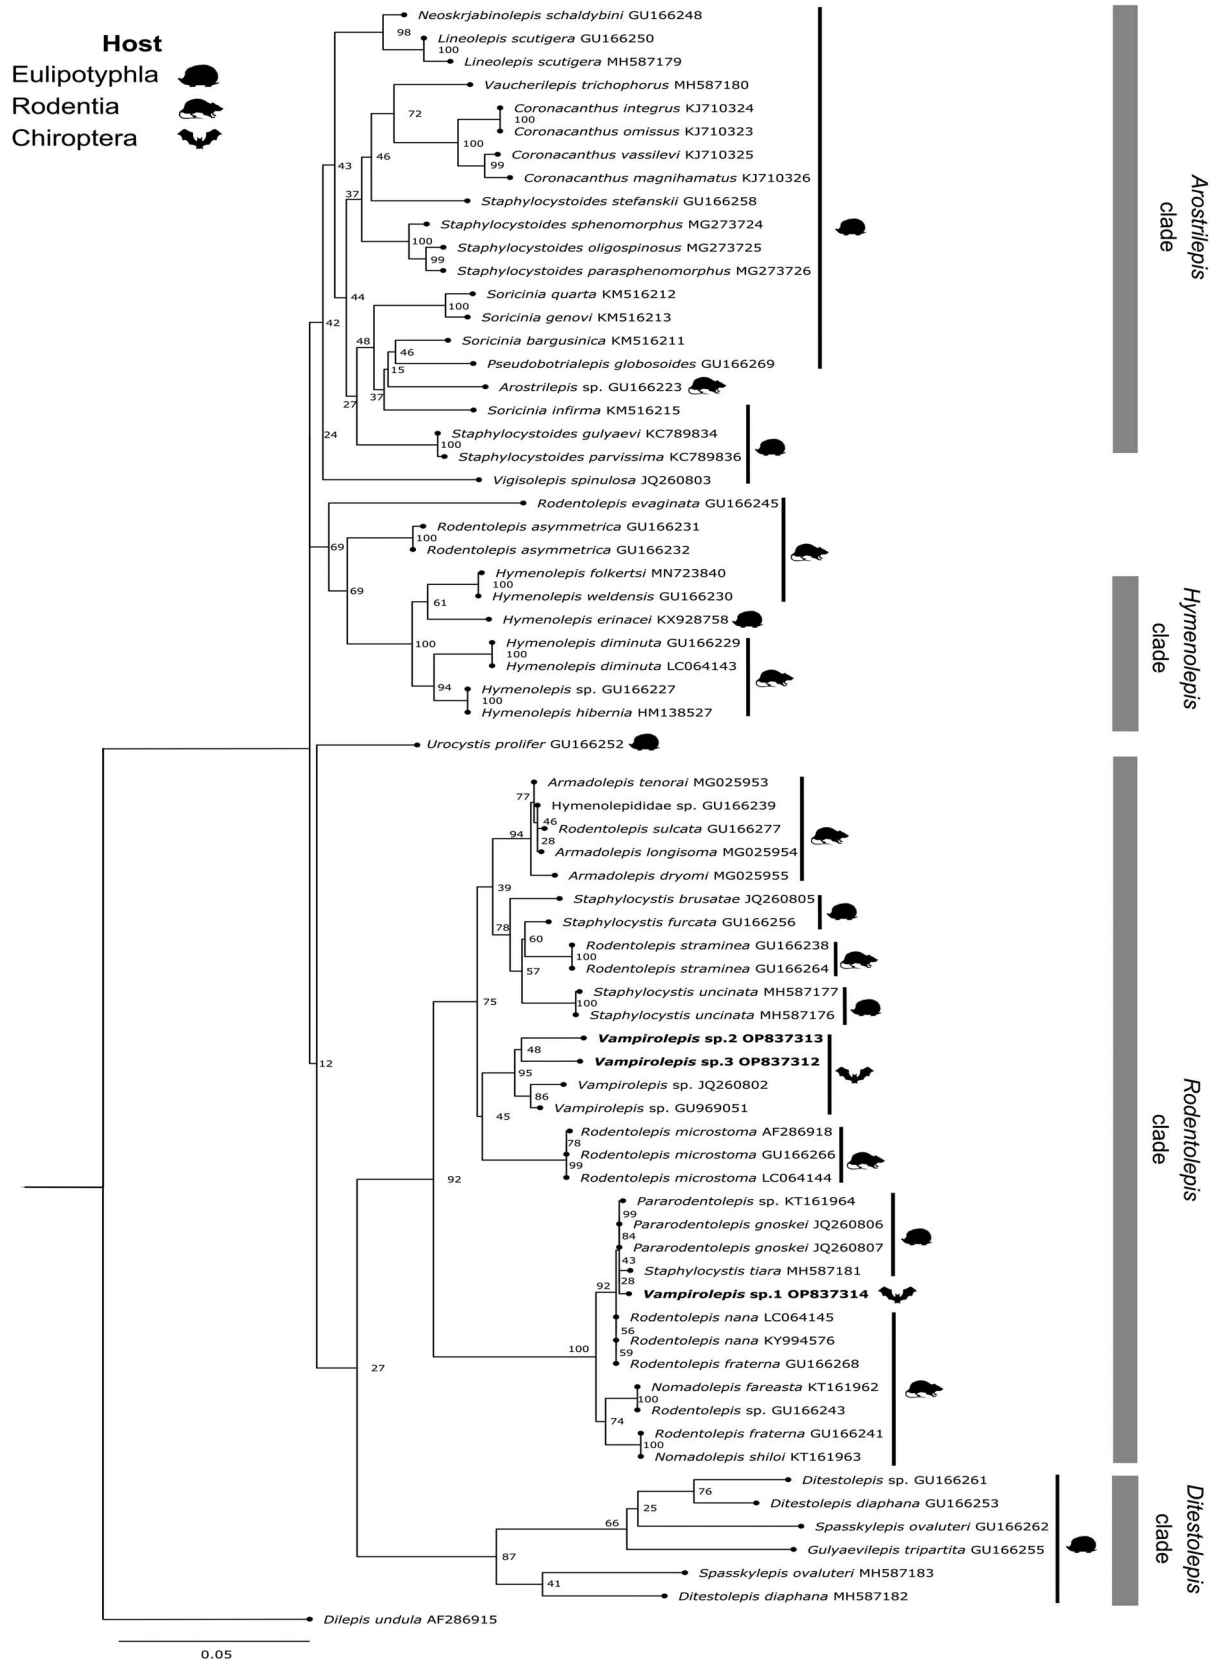 Host
Eulipotyphla
Rodentia
Chiroptera
Neoskrjabinolepis schaldybini GU166248
98
Lineolepis scutigera GU166250
100
Lineolepis scutigera MH587179
Vaucherilepis trichophorus MH587180
72
Coronacanthus integrus KJ710324
100
Coronacanthus omissus KJ710323
100
Coronacanthus vassilevi KJ710325
99
Coronacanthus magnihamatus KJ710326
43
46
37
Staphylocystoides stefanskii GU166258
Staphylocystoides sphenomorphus MG273724
100
Staphylocystoides oligospinosus MG273725
99
Staphylocystoides parasphenomorphus MG273726
44
Soricinia quarta KM516212
100
Soricinia genovi KM516213
42
48
Soricinia bargusinica KM516211
46
Pseudobotrialepis globosoides GU166269
15
Arostrilepis sp. GU166223
37
27
Soricinia infirma KM516215
24
Staphylocystoides gulyaevi KC789834
100
Staphylocystoides parvissima KC789836
Vigisolepis spinulosa JQ260803
Arostrilepis
clade
Rodentolepis evaginata GU166245
69
Rodentolepis asymmetrica GU166231
100
Rodentolepis asymmetrica GU166232
69
Hymenolepis folkertsi MN723840
100
Hymenolepis weldensis GU166230
61
Hymenolepis erinacei KX928758
100
Hymenolepis diminuta GU166229
100
Hymenolepis diminuta LC064143
94
Hymenolepis sp. GU166227
100
Hymenolepis hibernia HM138527
Hymenolepis
clade
Urocystis prolifer GU166252
Armadolepis tenorai MG025953
77
Hymenolepididae sp. GU166239
46
Rodentolepis sulcata GU166277
94
28
Armadolepis longisoma MG025954
Armadolepis dryomi MG025955
39
Staphylocystis brusatae JQ260805
78
Staphylocystis furcata GU166256
60
Rodentolepis straminea GU166238
100
Rodentolepis straminea GU166264
57
Staphylocystis uncinata MH587177
75
100
Staphylocystis uncinata MH587176
Vampirolepis sp.2 OP837313
48
Vampirolepis sp.3 OP837312
12
95
Vampirolepis sp. JQ260802
86
Vampirolepis sp. GU969051
45
Rodentolepis microstoma AF286918
78
Rodentolepis microstoma GU166266
99
Rodentolepis microstoma LC064144
92
Pararodentolepis sp. KT161964
99
Pararodentolepis gnoskei JQ260806
84
Pararodentolepis gnoskei JQ260807
43
Staphylocystis tiara MH587181
92
28
Vampirolepis sp.1 OP837314
Rodentolepis nana LC064145
56
Rodentolepis nana KY994576
100
59
Rodentolepis fraterna GU166268
27
Nomadolepis fareasta KT161962
100
Rodentolepis sp. GU166243
74
Rodentolepis fraterna GU166241
100
Nomadolepis shiloi KT161963
Rodentolepis
clade
Ditestolepis sp. GU166261
76
Ditestolepis diaphana GU166253
25
66
Spasskylepis ovaluteri GU166262
Gulyaevilepis tripartita GU166255
87
Spasskylepis ovaluteri MH587183
41
Ditestolepis diaphana MH587182
Ditestolepis
clade
Dilepis undula AF286915
0.05